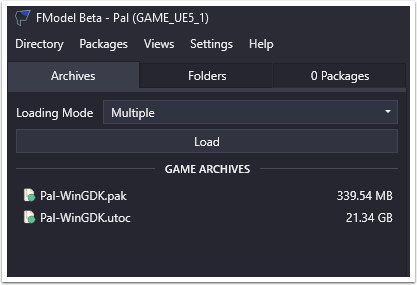 FModel Beta - Pal (GAME_UE5_1)
Directory Packages Views Settings Help
Archives Folders 0 Packages
Loading Mode Multiple
Load
GAME ARCHIVES
Pal-WinGDK.pak 339.54 MB
Pal-WinGDK.utoc 21.34 GB